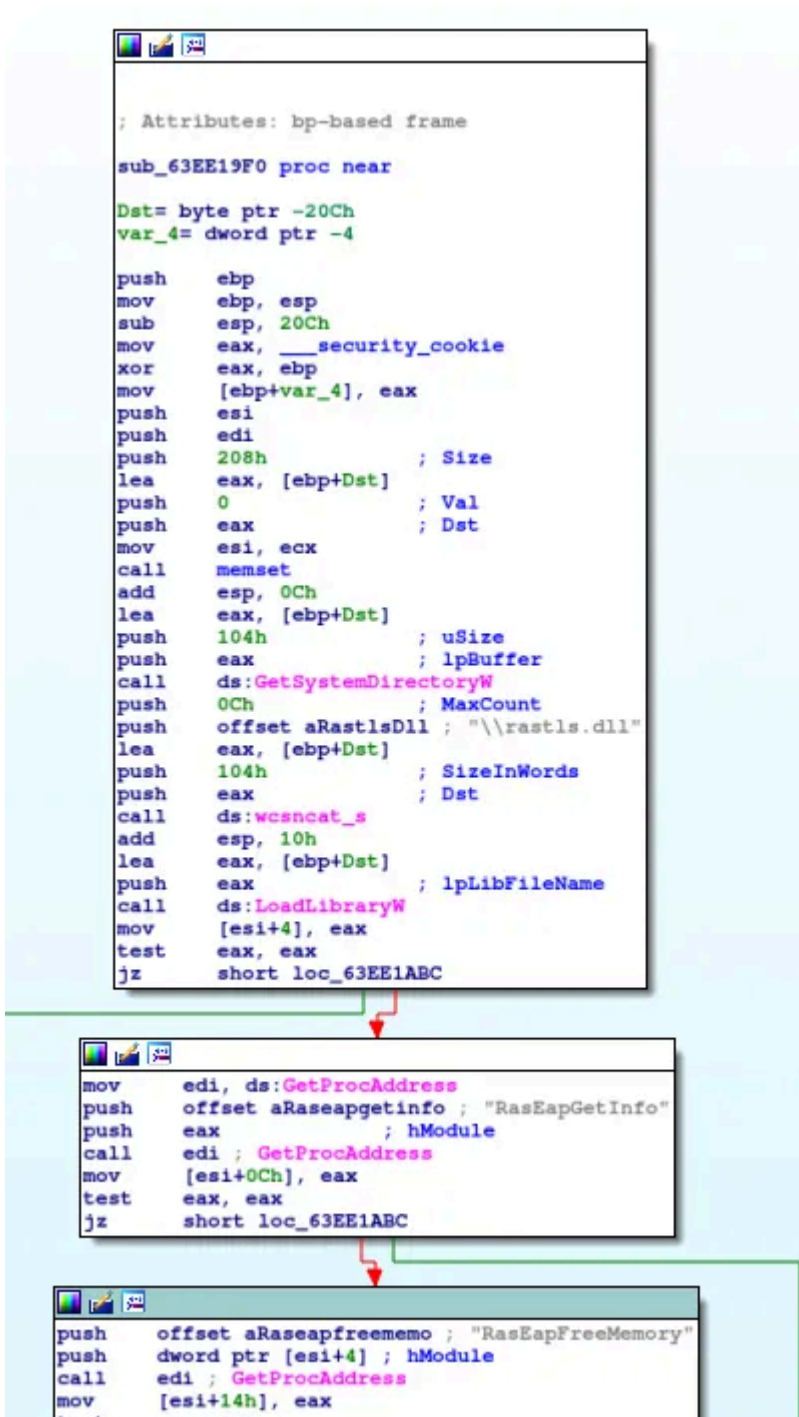 ; Attributes: bp-based frame
sub_63EE19F0 proc near
Dst= byte ptr -20Ch
var_4= dword ptr -4
push ebp
mov ebp, esp
sub esp, 20Ch
mov eax, ___security_cookie
xor eax, ebp
mov [ebp+var_4], eax
push esi
push edi
push 208h ; Size
lea eax, [ebp+Dst]
push 0 ; Val
push eax ; Dst
mov esi, ecx
call memset
add esp, 0Ch
lea eax, [ebp+Dst]
push 104h ; uSize
push eax ; lpBuffer
call ds:GetSystemDirectoryW
push 0Ch ; MaxCount
push offset aRastlsDll ; "\\rastls.dll"
lea eax, [ebp+Dst]
push 104h ; SizeInWords
push eax ; Dst
call ds:wcsncat_s
add esp, 10h
lea eax, [ebp+Dst]
push eax ; lpLibFileName
call ds:LoadLibraryW
mov [esi+4], eax
test eax, eax
jz short loc_63EE1ABC
mov edi, ds:GetProcAddress
push offset aRaseapgetinfo ; "RasEapGetInfo"
push eax ; hModule
call edi ; GetProcAddress
mov [esi+0Ch], eax
test eax, eax
jz short loc_63EE1ABC
push offset aRaseapfreememo ; "RasEapFreeMemory"
push dword ptr [esi+4] ; hModule
call edi ; GetProcAddress
mov [esi+14h], eax